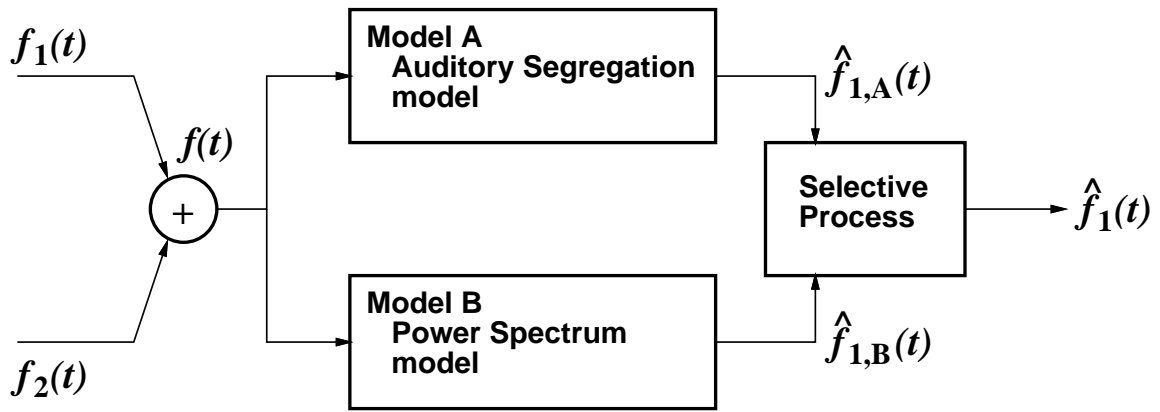 f₁(t)
Model A
Auditory Segregation
model
f̂₁,A(t)
f(t)
+
Selective
Process
f̂₁(t)
Model B
Power Spectrum
model
f̂₁,B(t)
f₂(t)